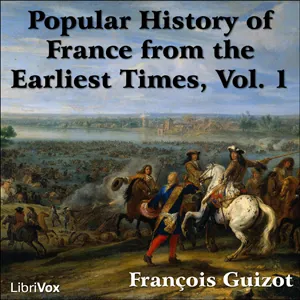 Popular History of
France from the
Earliest Times, Vol. 1
LibriVox
François Guizot